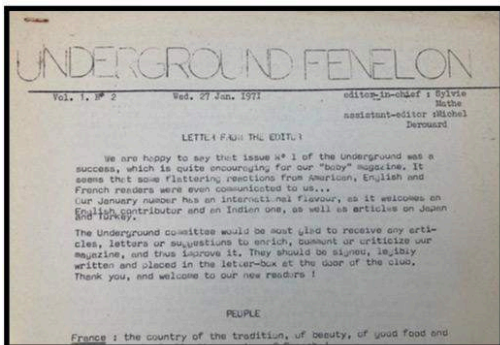 UNDERGROUND FENELON
Vol. 1. N° 2 Wed. 27 Jan. 1971 editor-in-chief : Sylvie
Mathe
assistant-editor :Michel
Derouard
LETTER FROM THE EDITOR
We are happy to say that issue N° 1 of the Underground was a
success, which is quite encouraging for our "baby" magazine. It
seems that some flattering reactions from American, English and
French readers were even communicated to us...
Our January number has an international flavour, as it welcomes an
English contributor and an Indian one, as well as articles on Japan
and Turkey.
The Underground committee would be most glad to receive any arti-
cles, letters or suggestions to enrich, comment or criticize our
magazine, and thus improve it. They should be signed, legibly
written and placed in the letter-box at the door of the club.
Thank you, and welcome to our new readers !
PEOPLE
France : the country of the tradition, of beauty, of good food and